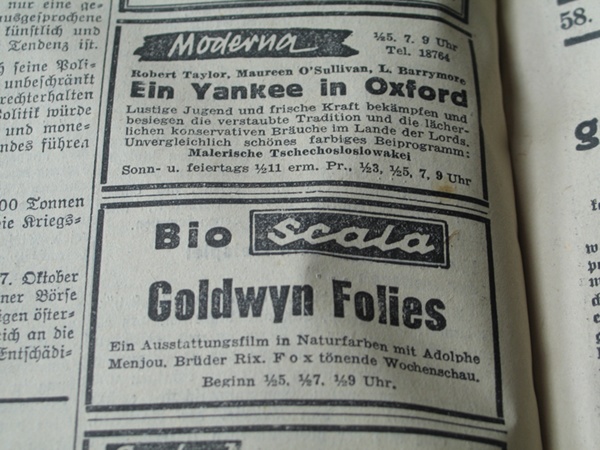 nur eine ge-
ausgesprochene
künstlich und
Tendenz ist.
seine Poli-
unbeschränkt
rechterhalten
Politik würde
und mone-
ndes führen
00 Tonnen
ie Kriegs-
7. Oktober
ner Börse
igen öster-
eich an die
Entschädi-
Moderna
½5. 7. 9 Uhr
Tel. 18764
Robert Taylor, Maureen O'Sullivan, L. Barrymore
Ein Yankee in Oxford
Lustige Jugend und frische Kraft bekämpfen und
besiegen die verstaubte Tradition und die lächer-
lichen konservativen Bräuche im Lande der Lords.
Unvergleichlich schönes farbiges Beiprogramm:
Malerische Tschechosloslowakei
Sonn- u. feiertags ½11 erm. Pr., ½3, ½5, 7, 9 Uhr
Bio Scala
Goldwyn Folies
Ein Ausstattungsfilm in Naturfarben mit Adolphe
Menjou, Brüder Rix. Fox tönende Wochenschau.
Beginn ½5, ½7, ½9 Uhr.
58.